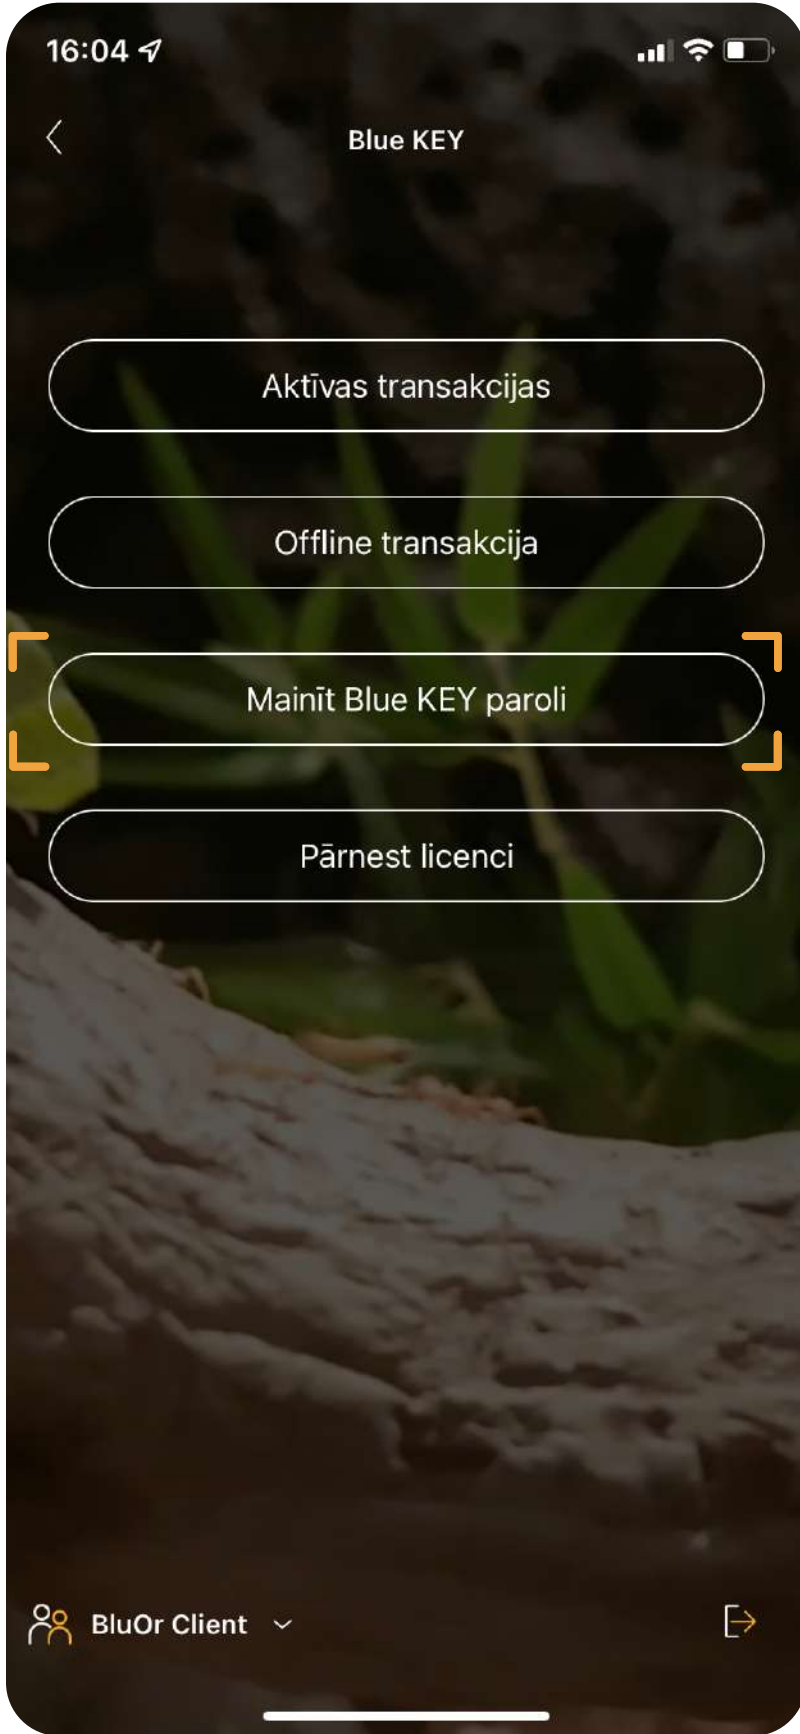 16:04
Blue KEY
Aktīvas transakcijas
Offline transakcija
Mainīt Blue KEY paroli
Pārnest licenci
BluOr Client